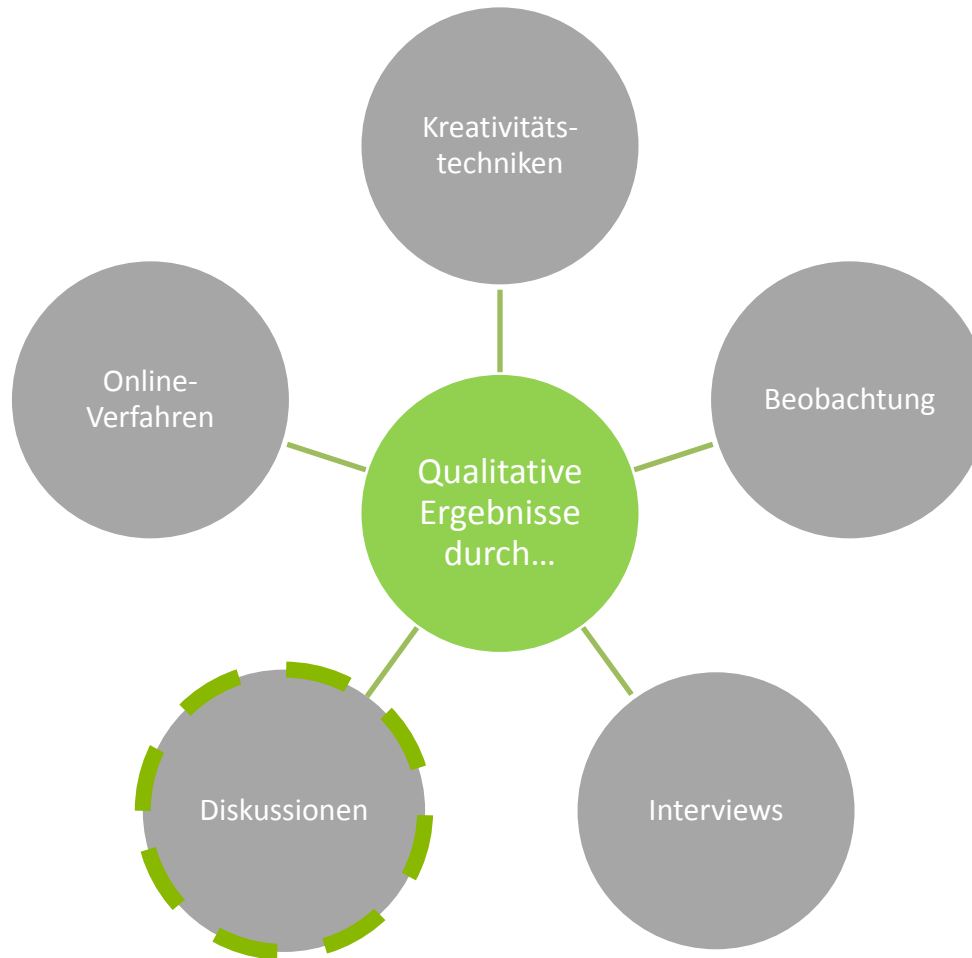 Kreativitäts-
techniken
Online-
Verfahren
Beobachtung
Qualitative
Ergebnisse
durch…
Diskussionen
Interviews